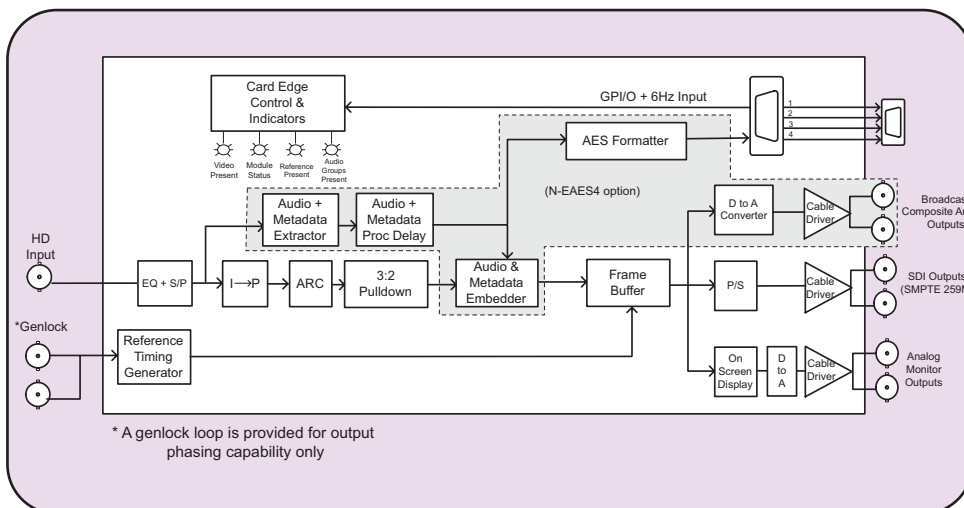 Card Edge
Control &
Indicators
GPI/O + 6Hz Input
1
2
3
4
Video
Present
Module
Status
Reference
Present
Audio
Groups
Present
AES Formatter
(N-EAES4 option)
Audio +
Metadata
Extractor
Audio +
Metadata
Proc Delay
D to A
Converter
Cable
Driver
Composite
Outputs
HD
Input
EQ + S/P
I→P
ARC
3:2
Pulldown
Audio &
Metadata
Embedder
Frame
Buffer
P/S
Cable
Driver
SDI Outputs
(SMPTE 259M
*Genlock
Reference
Timing
Generator
On
Screen
Display
D
to
A
Cable
Driver
Analog
Monitor
Outputs
* A genlock loop is provided for output
phasing capability only